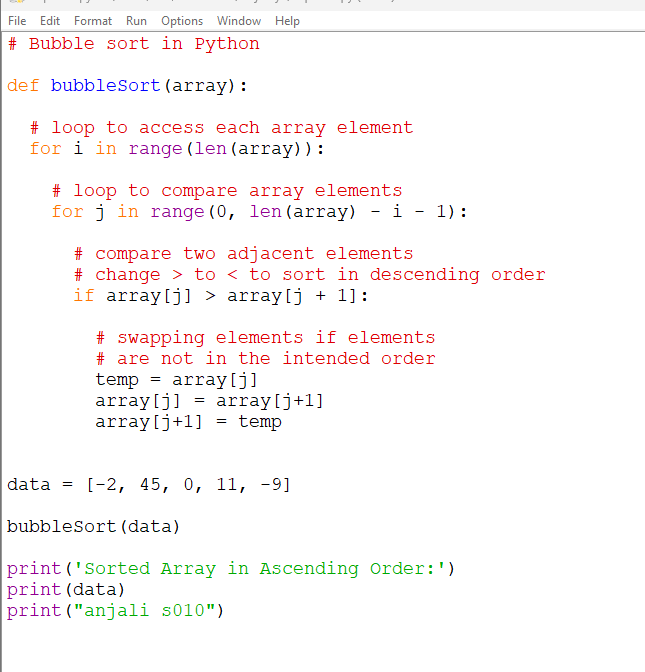 File Edit Format Run Options Window Help
# Bubble sort in Python
def bubbleSort(array):
  # loop to access each array element
  for i in range(len(array)):
    # loop to compare array elements
    for j in range(0, len(array) - i - 1):
      # compare two adjacent elements
      # change > to < to sort in descending order
      if array[j] > array[j + 1]:
        # swapping elements if elements
        # are not in the intended order
        temp = array[j]
        array[j] = array[j+1]
        array[j+1] = temp
data = [-2, 45, 0, 11, -9]
bubbleSort(data)
print('Sorted Array in Ascending Order:')
print(data)
print("anjali s010")